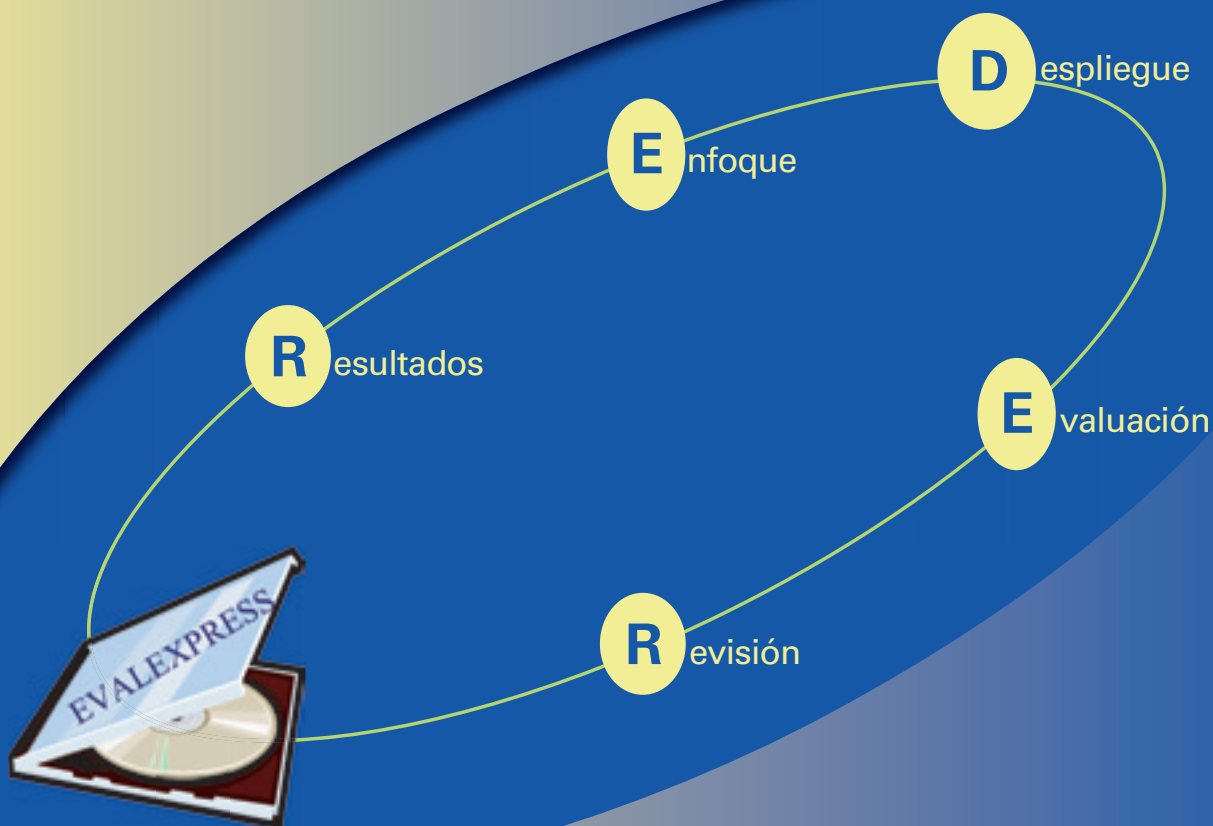 Despliegue
Enfoque
Resultados
Evaluación
Revisión
EVALEXPRESS